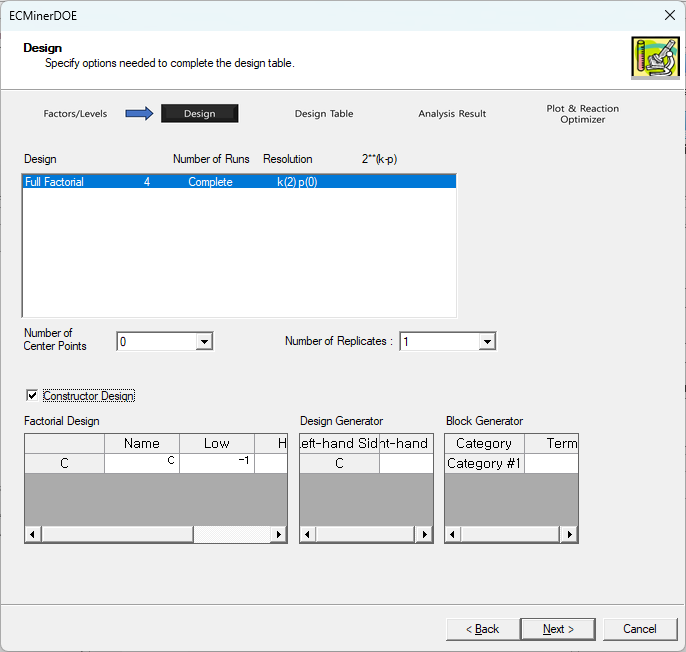 ECMinerDOE
Design
Specify options needed to complete the design table.
Factors/Levels Design Design Table Analysis Result Plot & Reaction
Optimizer
Design Number of Runs Resolution 2**(k-p)
Full Factorial 4 Complete k(2) p(0)
Number of
Center Points 0 Number of Replicates : 1
Constructor Design
Factorial Design Design Generator Block Generator
Name Low H Left-hand Sid ht-hand Category Term
C C -1 C Category #1
< Back Next > Cancel